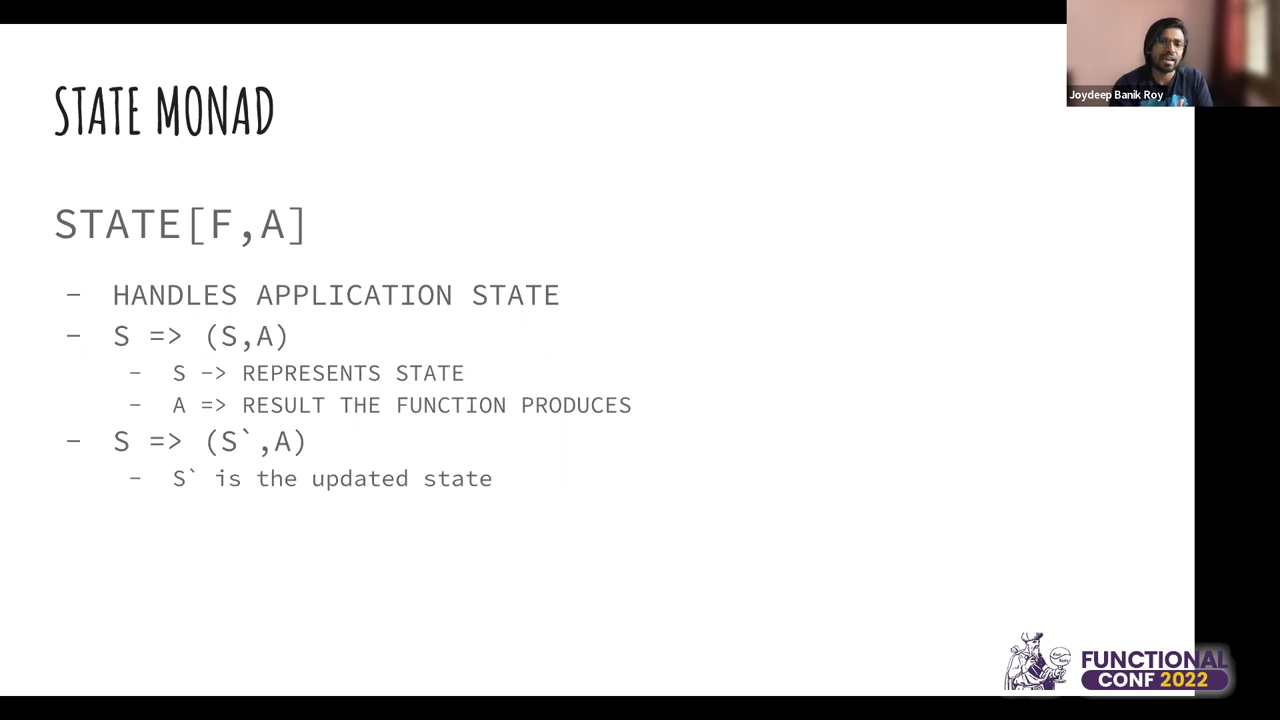 STATE MONAD
Joydeep Banik Roy
STATE[F,A]
- HANDLES APPLICATION STATE
- S => (S,A)
- S -> REPRESENTS STATE
- A => RESULT THE FUNCTION PRODUCES
- S => (S`,A)
- S` is the updated state
FUNCTIONAL
CONF 2022